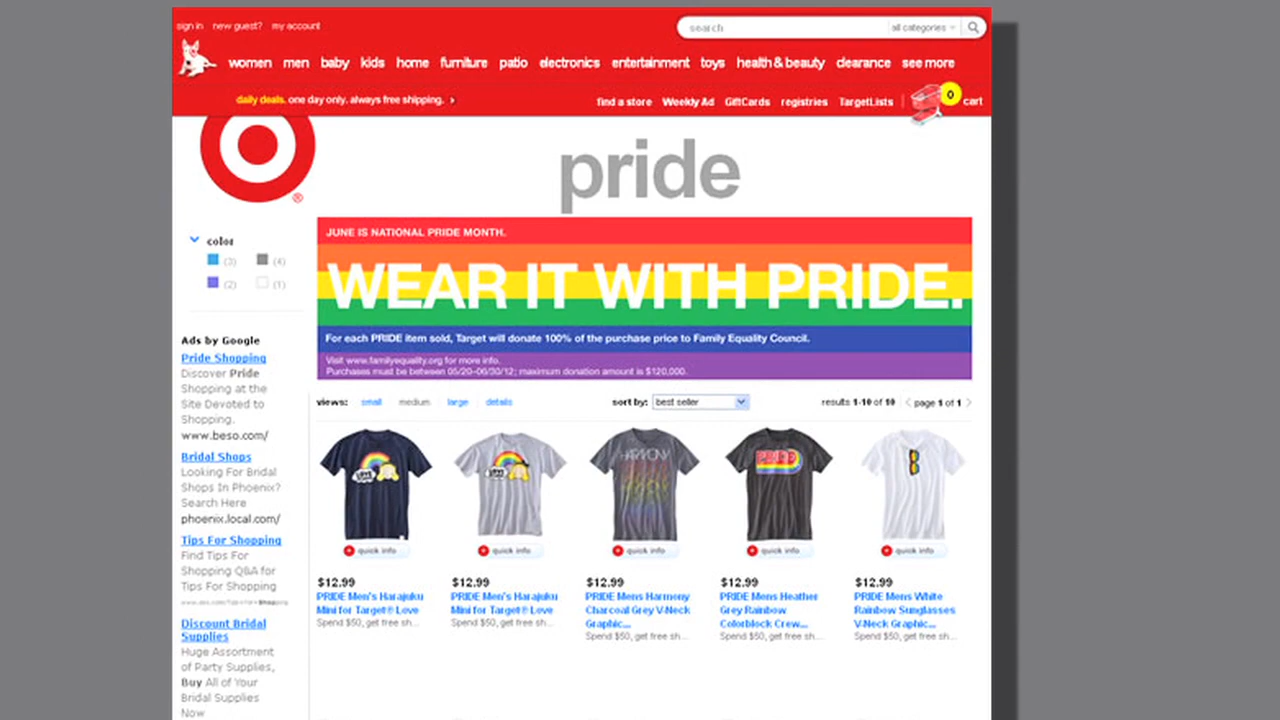 sign in new guest? my account
search all categories
women men baby kids home furniture patio electronics entertainment toys health & beauty clearance see more
daily deals. one day only. always free shipping.
find a store Weekly Ad GiftCards registries TargetLists 0 cart
®
pride
JUNE IS NATIONAL PRIDE MONTH.
WEAR IT WITH PRIDE.
For each PRIDE item sold, Target will donate 100% of the purchase price to Family Equality Council.
Visit www.familyequality.org for more info.
Purchases must be between 05/20-06/30/12; maximum donation amount is $120,000.
color
(3) (4)
(2) (1)
Ads by Google
Pride Shopping
Discover Pride
Shopping at the
Site Devoted to
Shopping.
www.beso.com/
Bridal Shops
Looking For Bridal
Shops In Phoenix?
Search Here
phoenix.local.com/
Tips For Shopping
Find Tips For
Shopping Q&A for
Tips For Shopping
Discount Bridal
Supplies
Huge Assortment
of Party Supplies,
Buy All of Your
Bridal Supplies
Now
views: small medium large details
sort by: best seller
results 1-10 of 10 page 1 of 1
LOVE LOVE HARMONY PRIDE
quick info quick info quick info quick info quick info
$12.99
PRIDE Men's Harajuku
Mini for Target® Love
Spend $50, get free sh...
$12.99
PRIDE Men's Harajuku
Mini for Target® Love
Spend $50, get free sh...
$12.99
PRIDE Mens Harmony
Charcoal Grey V-Neck
Graphic...
Spend $50, get free sh...
$12.99
PRIDE Mens Heather
Grey Rainbow
Colorblock Crew...
Spend $50, get free sh...
$12.99
PRIDE Mens White
Rainbow Sunglasses
V-Neck Graphic...
Spend $50, get free sh...